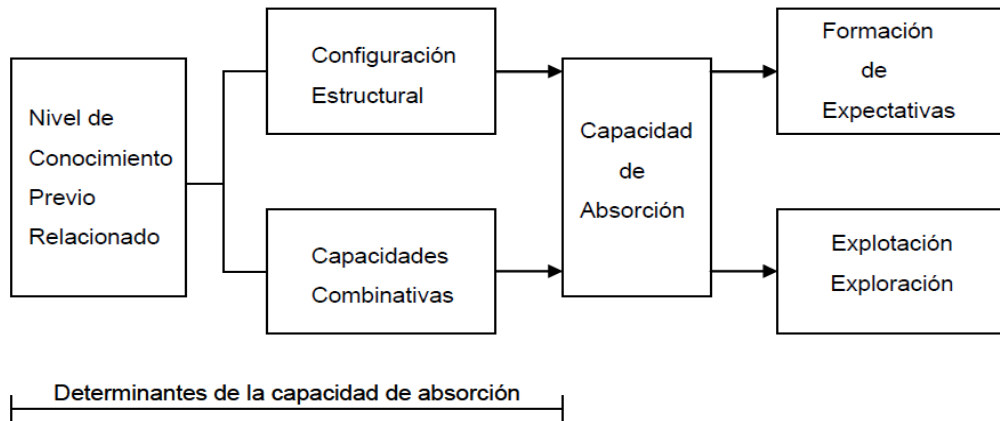 Nivel de
Conocimiento
Previo
Relacionado
Configuración
Estructural
Capacidades
Combinativas
Capacidad
de
Absorción
Formación
de
Expectativas
Explotación
Exploración
Determinantes de la capacidad de absorción